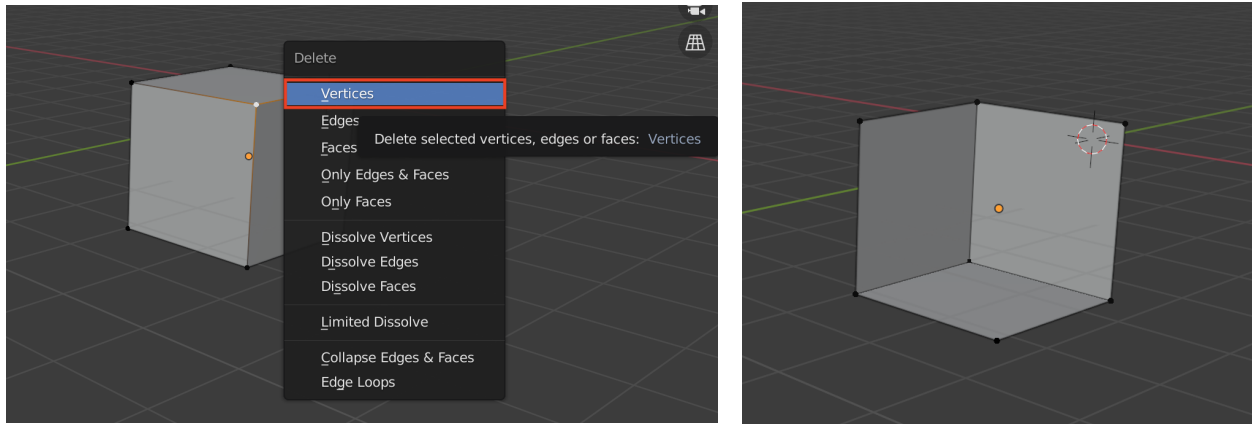 Delete
Vertices
Edges
Delete selected vertices, edges or faces: Vertices
Faces
Only Edges & Faces
Only Faces
Dissolve Vertices
Dissolve Edges
Dissolve Faces
Limited Dissolve
Collapse Edges & Faces
Edge Loops